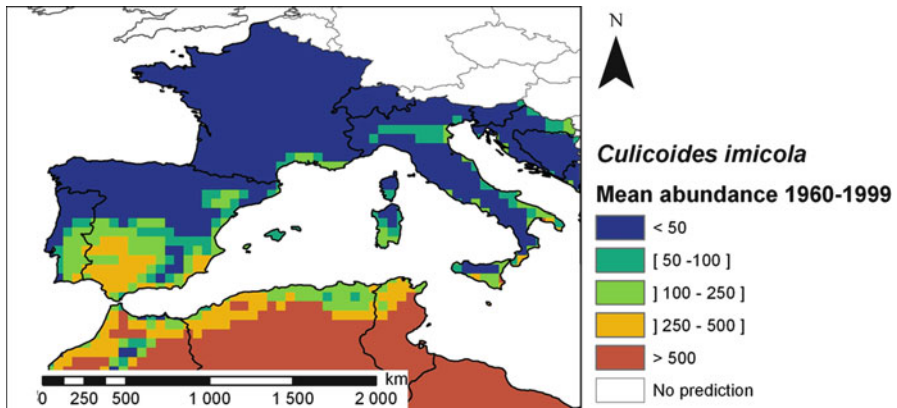 N
Culicoides imicola
Mean abundance 1960-1999
< 50
[ 50 -100 ]
] 100 - 250 ]
] 250 - 500 ]
> 500
No prediction
km
0 250 500 1 000 1 500 2 000